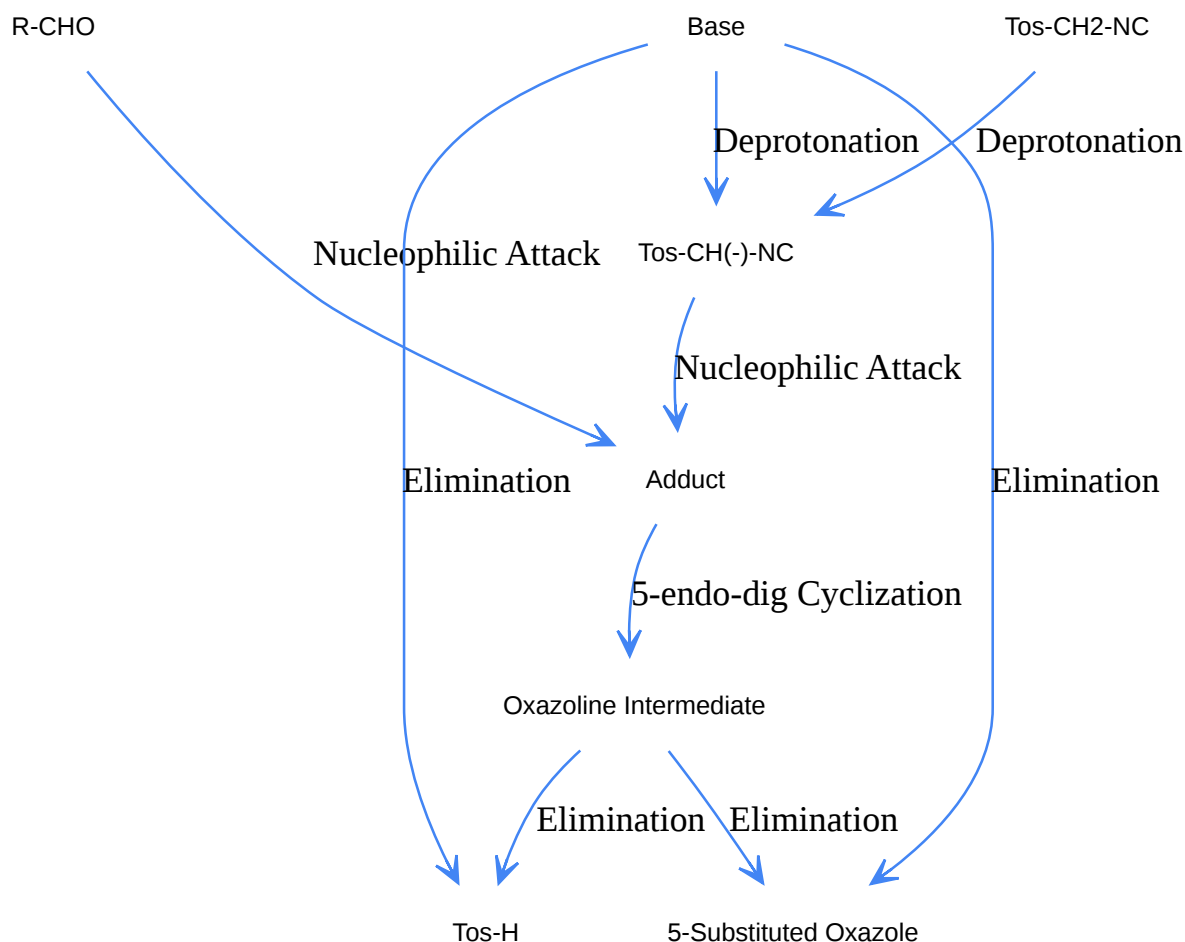 R-CHO
Base
Tos-CH2-NC
Deprotonation
Deprotonation
Nucleophilic Attack
Tos-CH(-)-NC
Nucleophilic Attack
Elimination
Adduct
Elimination
5-endo-dig Cyclization
Oxazoline Intermediate
Elimination
Elimination
Tos-H
5-Substituted Oxazole